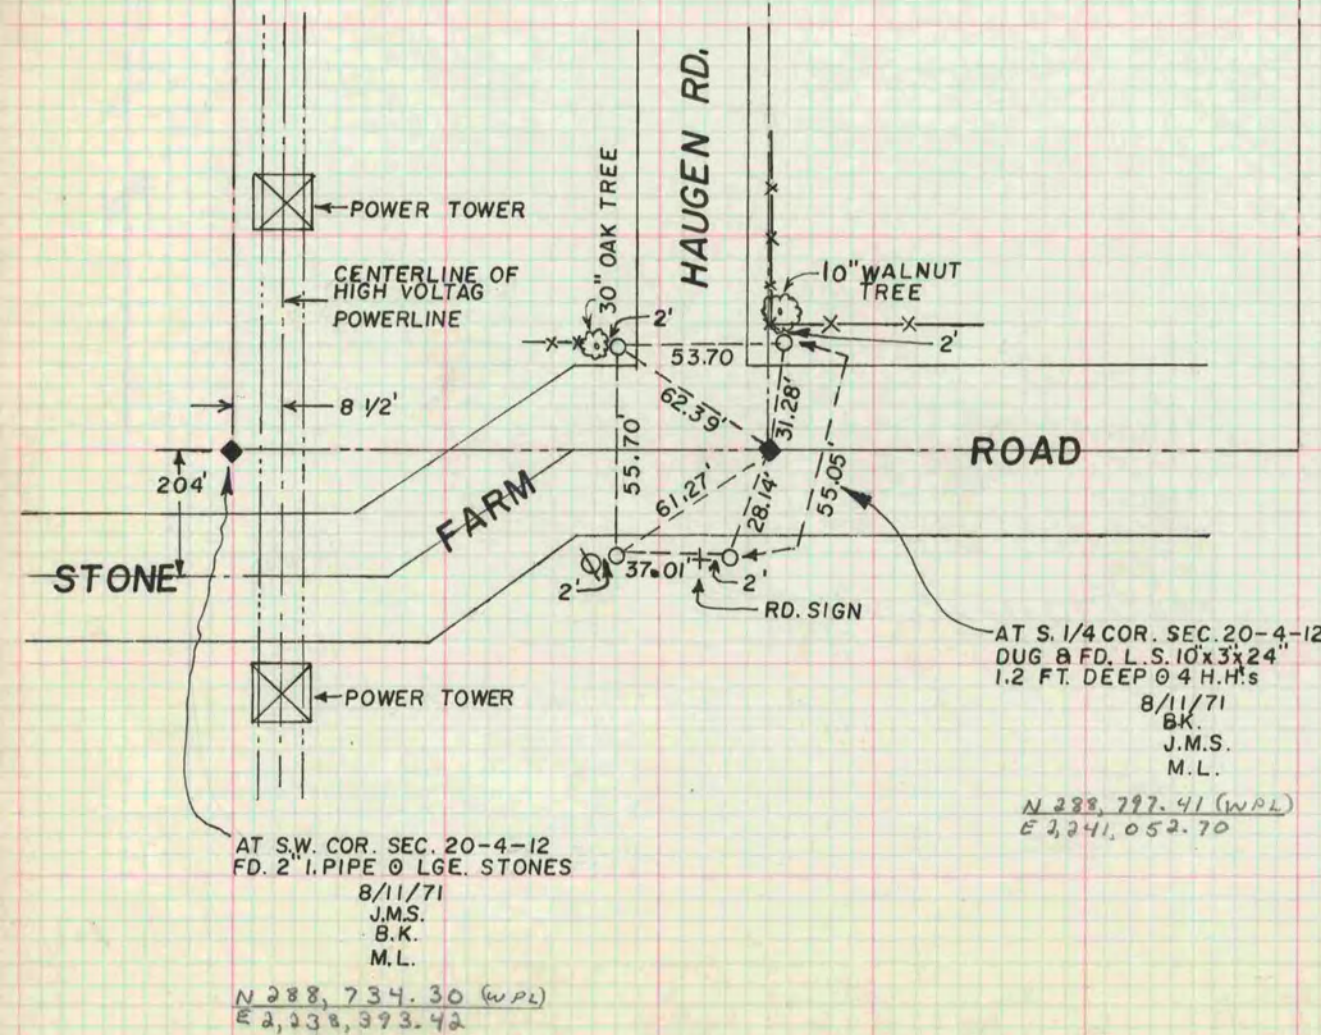 HAUGEN RD.
30" OAK TREE
POWER TOWER
CENTERLINE OF
HIGH VOLTAG
POWERLINE
10" WALNUT
TREE
2'
2'
53.70
62.39'
31.28'
8 1/2'
204'
55.70'
61.27'
28.14'
55.05'
ROAD
FARM
STONE
37.01'
2'
2'
RD. SIGN
POWER TOWER
AT S. 1/4 COR. SEC. 20-4-12
DUG & FD. L.S. 10"x3"x24"
1.2 FT. DEEP ⊙ 4 H.H.'s
8/11/71
B.K.
J.M.S.
M.L.
N 288,797.41 (WPL)
E 2,241,052.70
AT S.W. COR. SEC. 20-4-12
FD. 2" I. PIPE ⊙ LGE. STONES
8/11/71
J.M.S.
B.K.
M.L.
N 288,734.30 (WPL)
E 2,238,393.42